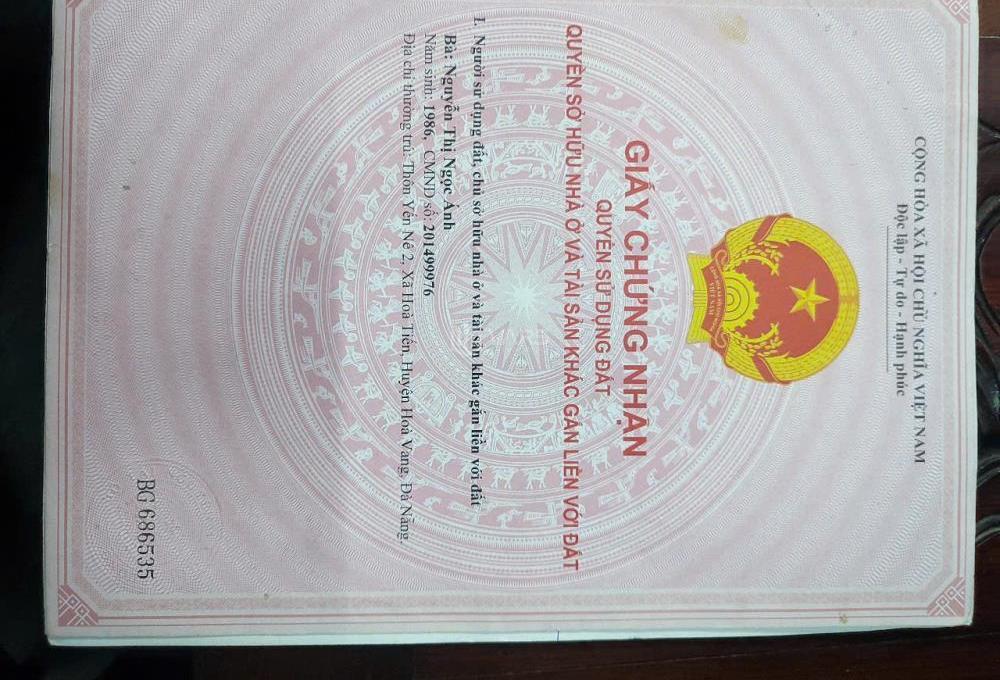 CỘNG HÒA XÃ HỘI CHỦ NGHĨA VIỆT NAM
Độc lập - Tự do - Hạnh phúc
GIẤY CHỨNG NHẬN
QUYỀN SỬ DỤNG ĐẤT
QUYỀN SỞ HỮU NHÀ Ở VÀ TÀI SẢN KHÁC GẮN LIỀN VỚI ĐẤT
I. Người sử dụng đất, chủ sở hữu nhà ở và tài sản khác gắn liền với đất
Bà: Nguyễn Thị Ngọc Ánh
Năm sinh: 1986, CMND số: 201499976
Địa chỉ thường trú: Thôn Yến Nê 2, Xã Hoà Tiến, Huyện Hoà Vang, Đà Nẵng.
BG 686535